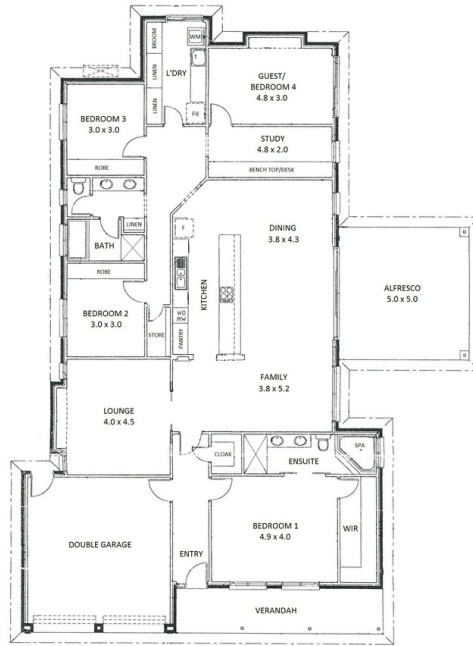 BROOM
WM
LINEN
T
L'DRY
GUEST/
BEDROOM 4
4.8 x 3.0
LINEN
FR
BEDROOM 3
3.0 x 3.0
STUDY
4.8 x 2.0
ROBE
BENCH TOP/DESK
LINEN
BATH
F
DINING
3.8 x 4.3
ROBE
KITCHEN
ALFRESCO
5.0 x 5.0
BEDROOM 2
3.0 x 3.0
STORE
W O
M W
PANTRY
FAMILY
3.8 x 5.2
LOUNGE
4.0 x 4.5
CLOAK
SPA
ENSUITE
DOUBLE GARAGE
ENTRY
BEDROOM 1
4.9 x 4.0
WIR
VERANDAH